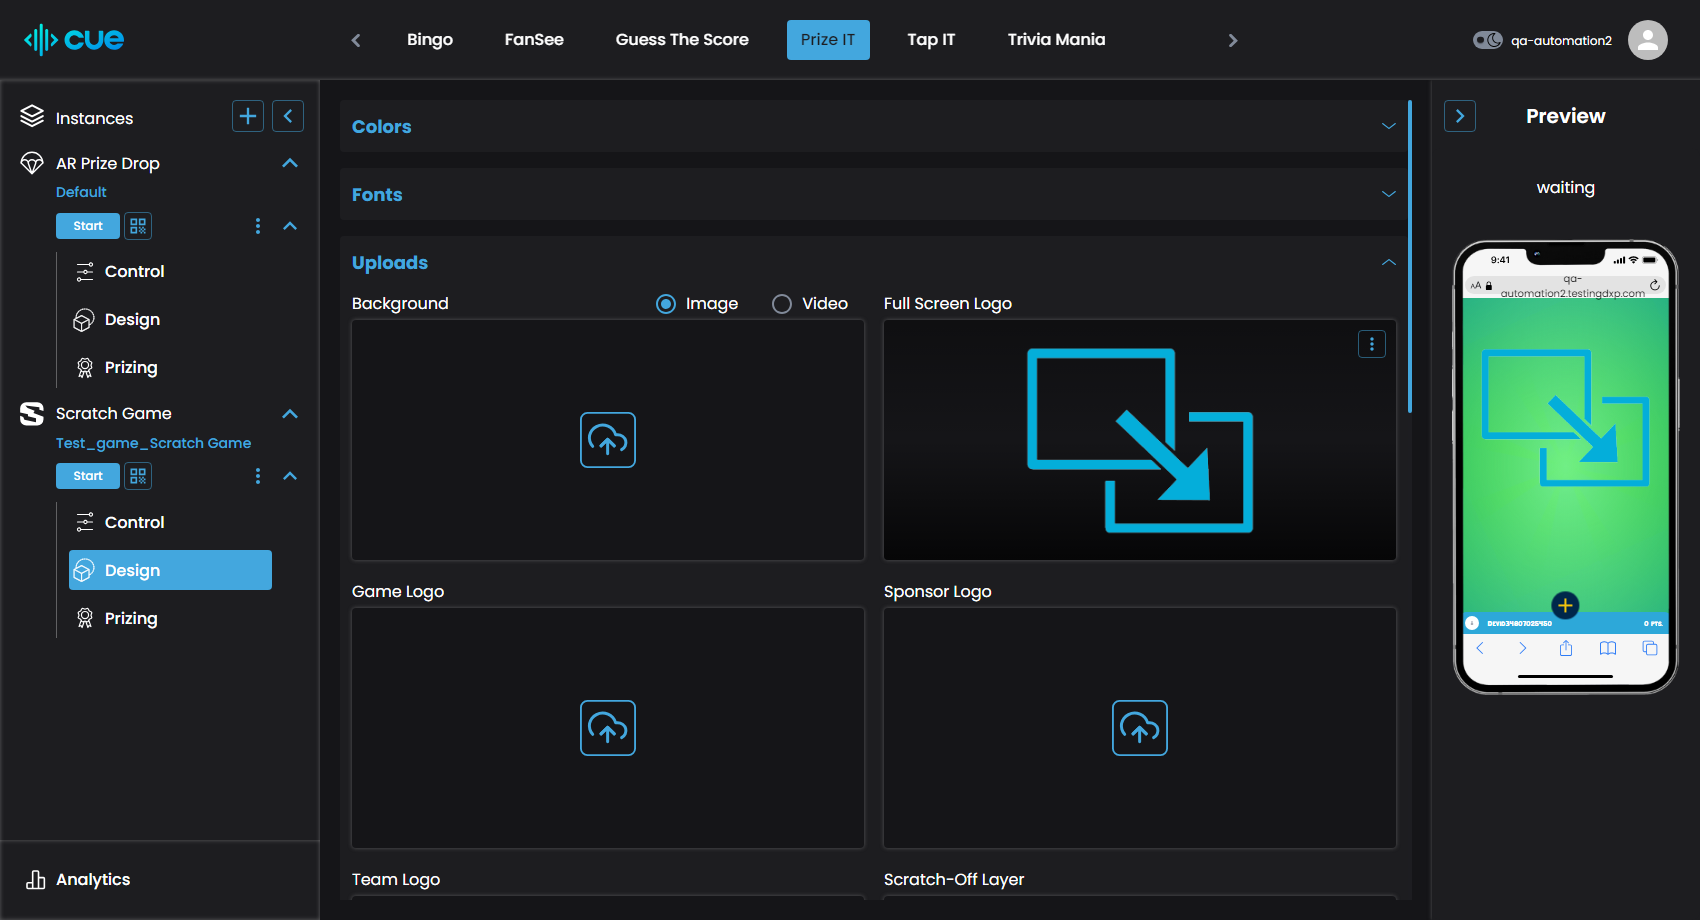 cue
Bingo
FanSee
Guess The Score
Prize IT
Tap IT
Trivia Mania
qa-automation2
Instances
AR Prize Drop
Default
Start
Control
Design
Prizing
Scratch Game
Test_game_Scratch Game
Start
Control
Design
Prizing
Analytics
Colors
Fonts
Uploads
Background
Image
Video
Full Screen Logo
Game Logo
Sponsor Logo
Team Logo
Scratch-Off Layer
Preview
waiting
9:41
AA
qa-
automation2.testingdxp.com
0 PTS.